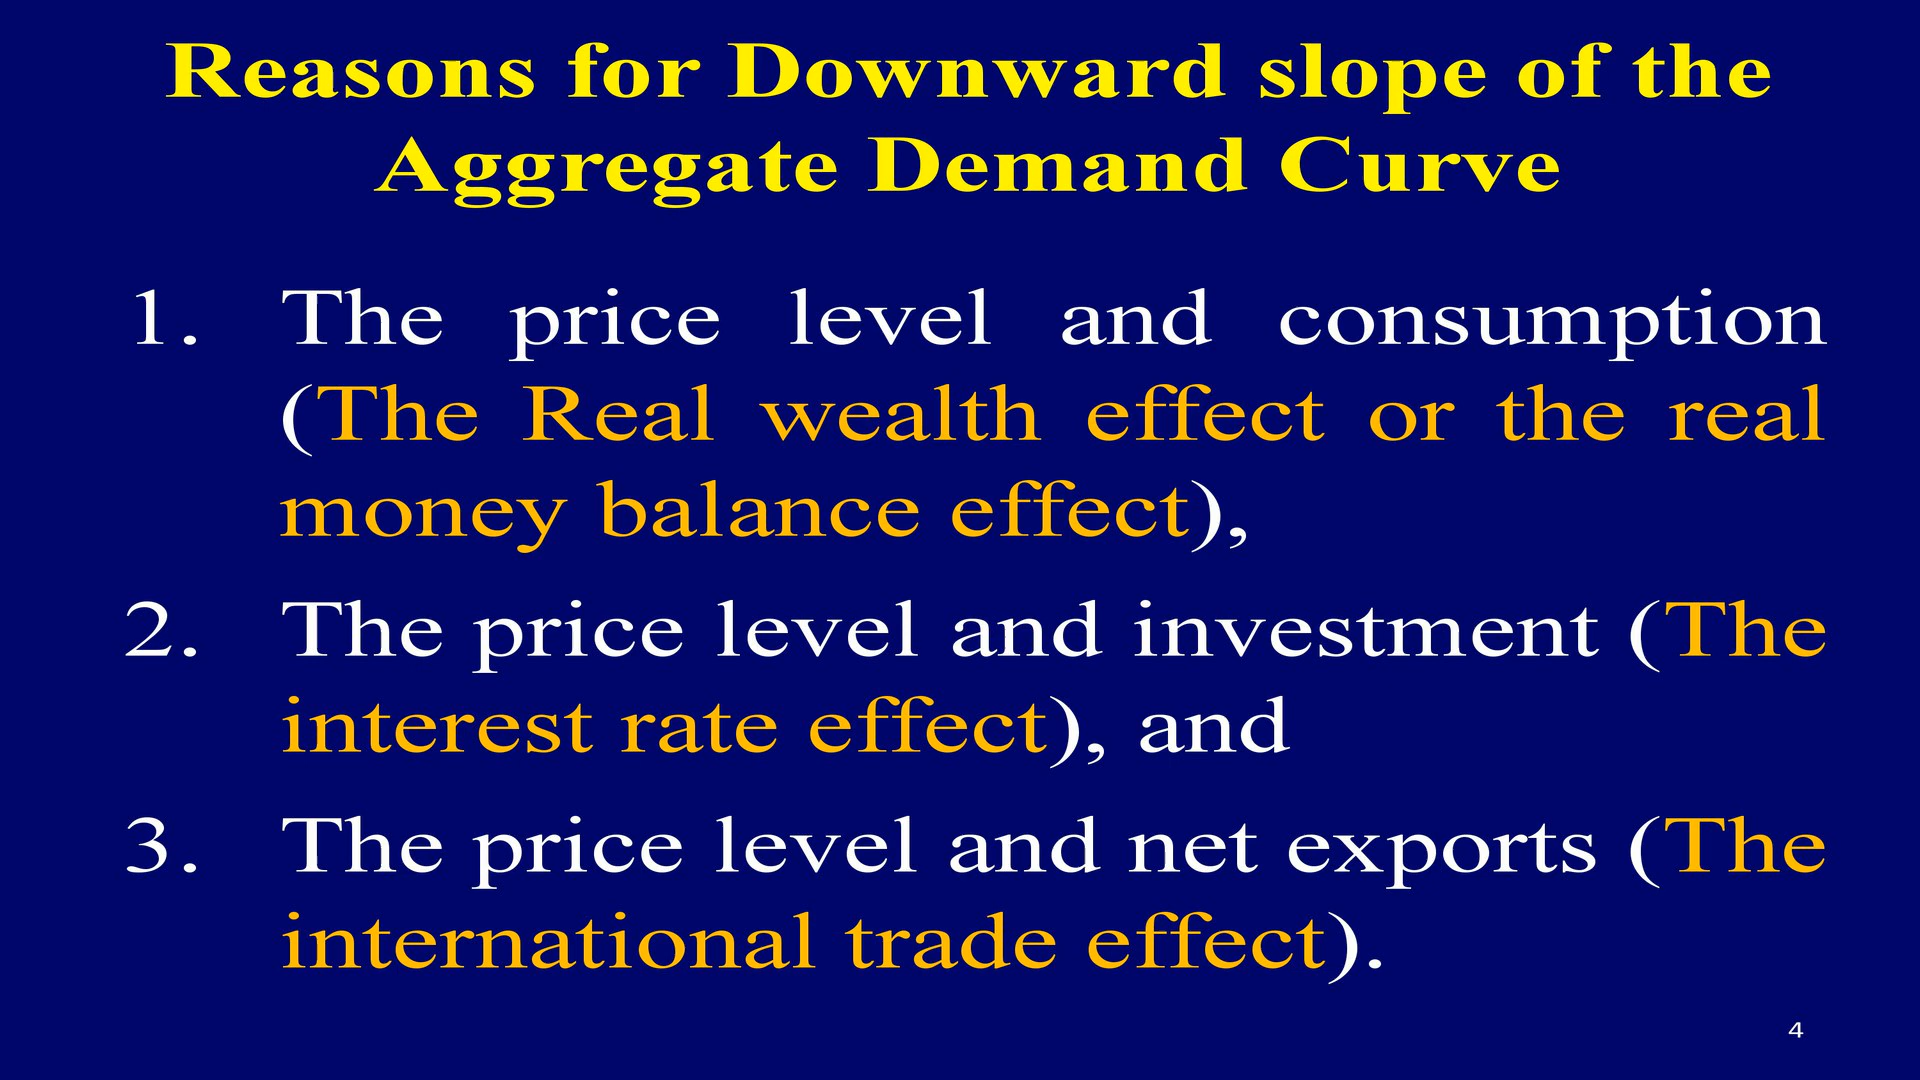 Reasons for Downward slope of the
Aggregate Demand Curve
1. The price level and consumption
(The Real wealth effect or the real
money balance effect),
2. The price level and investment (The
interest rate effect), and
3. The price level and net exports (The
international trade effect).
4